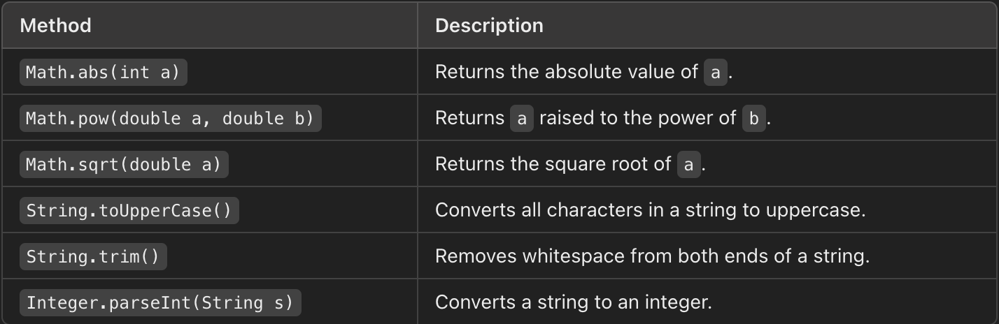 Method Description
Math.abs(int a) Returns the absolute value of a.
Math.pow(double a, double b) Returns a raised to the power of b.
Math.sqrt(double a) Returns the square root of a.
String.toUpperCase() Converts all characters in a string to uppercase.
String.trim() Removes whitespace from both ends of a string.
Integer.parseInt(String s) Converts a string to an integer.